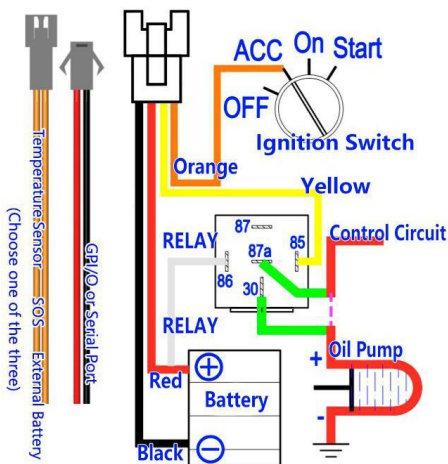 ACC
On
Start
OFF
Ignition Switch
Orange
Yellow
87
RELAY
87a
85
Control Circuit
86
30
RELAY
Oil Pump
+
-
Red
+
Battery
Black
-
Temperature Sensor SOS External Battery
(Choose one of the three)
GPI/O or Serial Port